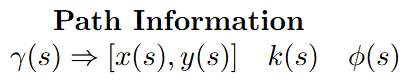 Path Information
γ(s) ⇒ [x(s), y(s)] k(s) ϕ(s)